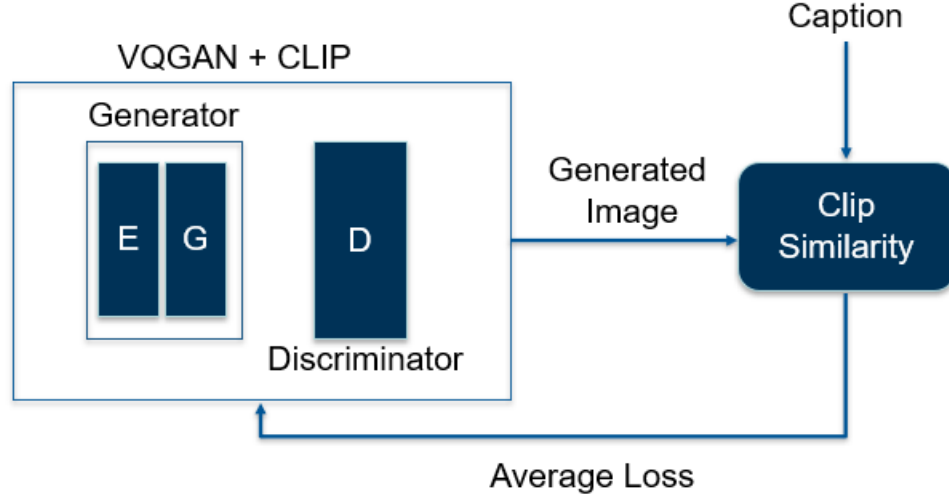 Caption
VQGAN + CLIP
Generator
E
G
D
Discriminator
Generated
Image
Clip
Similarity
Average Loss